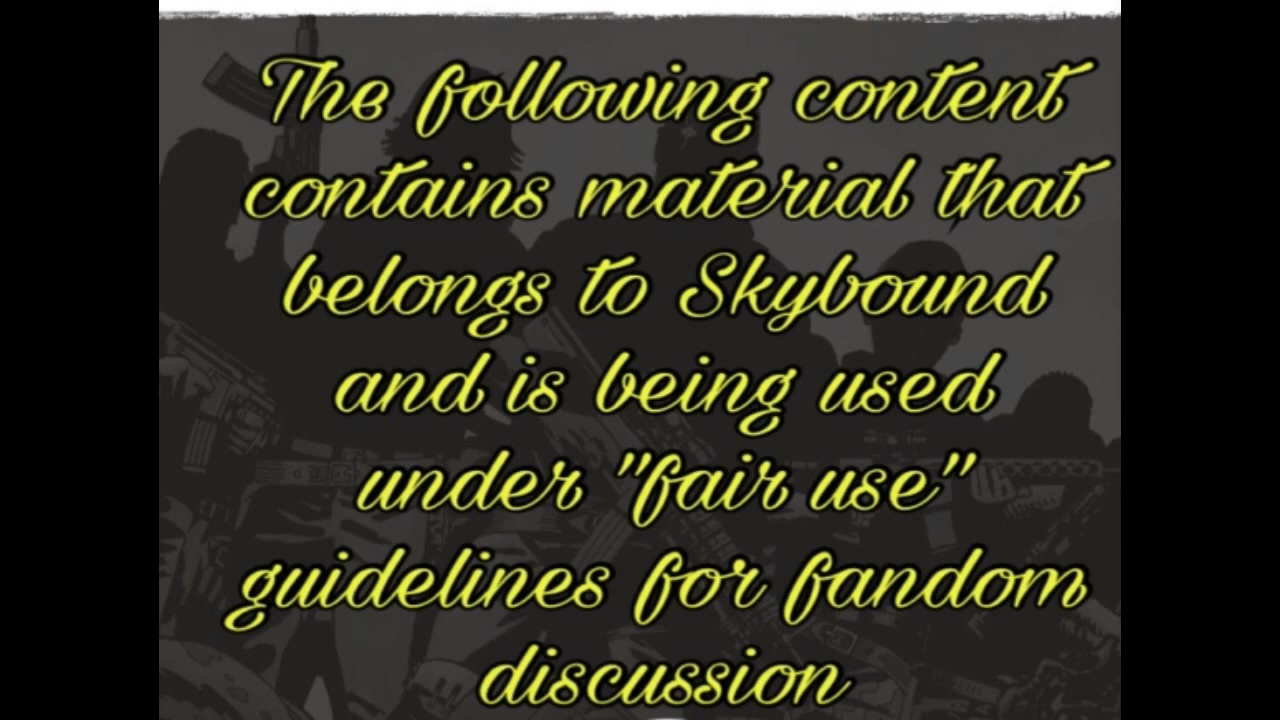 The following content
contains material that
belongs to Skybound
and is being used
under "fair use"
guidelines for fandom
discussion